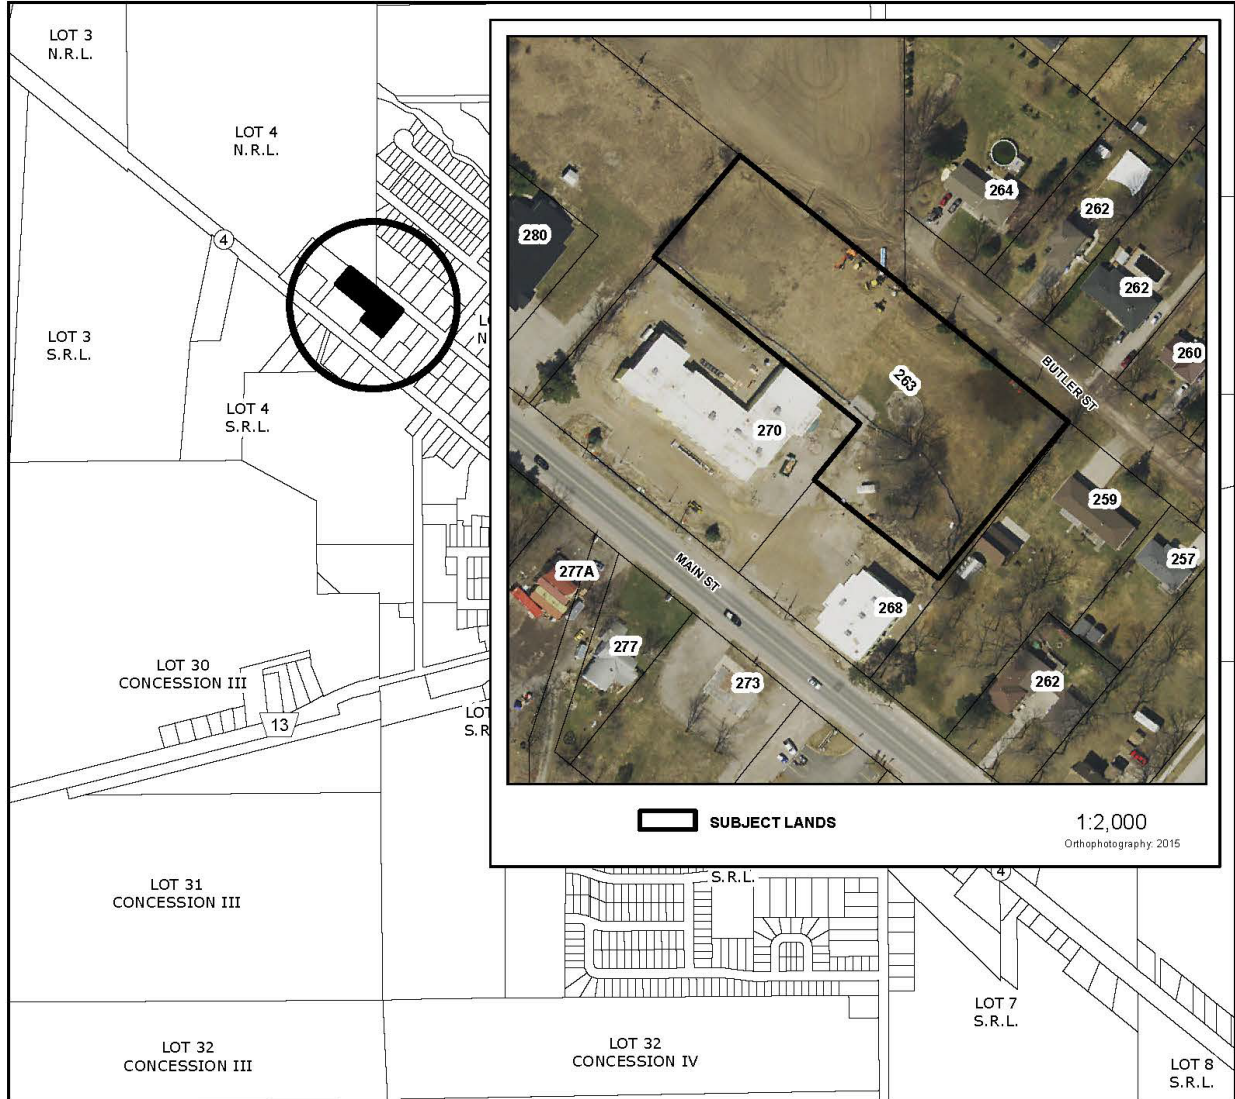 LOT 3
N.R.L.
LOT 4
N.R.L.
4
LOT 3
S.R.L.
LOT 4
S.R.L.
LOT 30
CONCESSION III
13
LOT 31
CONCESSION III
LOT 32
CONCESSION III
LOT 32
CONCESSION IV
S.R.L.
4
LOT 7
S.R.L.
LOT 8
S.R.L.
LOT
S.R
280
264
262
262
260
BUTLER ST
263
270
259
257
MAIN ST
277A
268
277
273
262
SUBJECT LANDS
1:2,000
Orthophotography: 2015